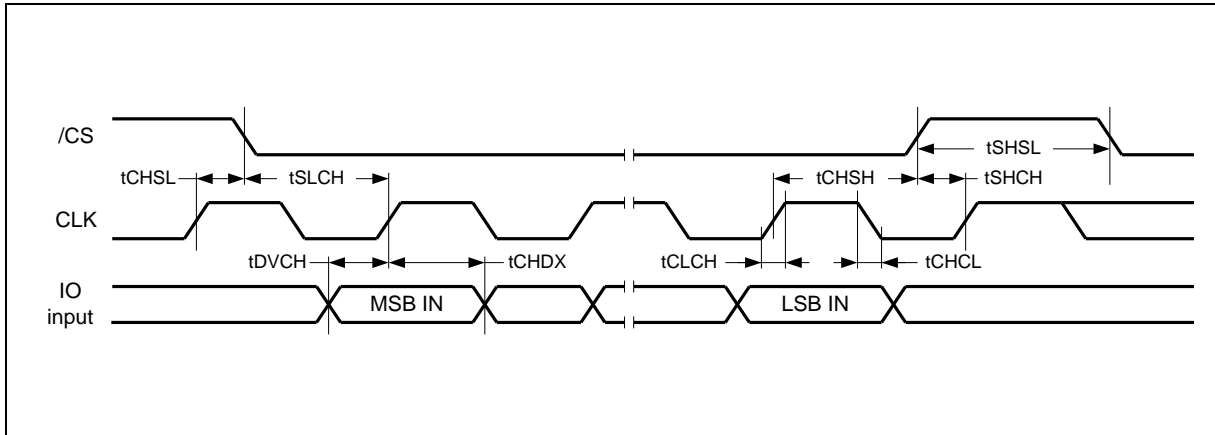 /CS
tSHSL
tCHSL
tSLCH
tCHSH
tSHCH
CLK
tDVCH
tCHDX
tCLCH
tCHCL
IO
input
MSB IN
LSB IN